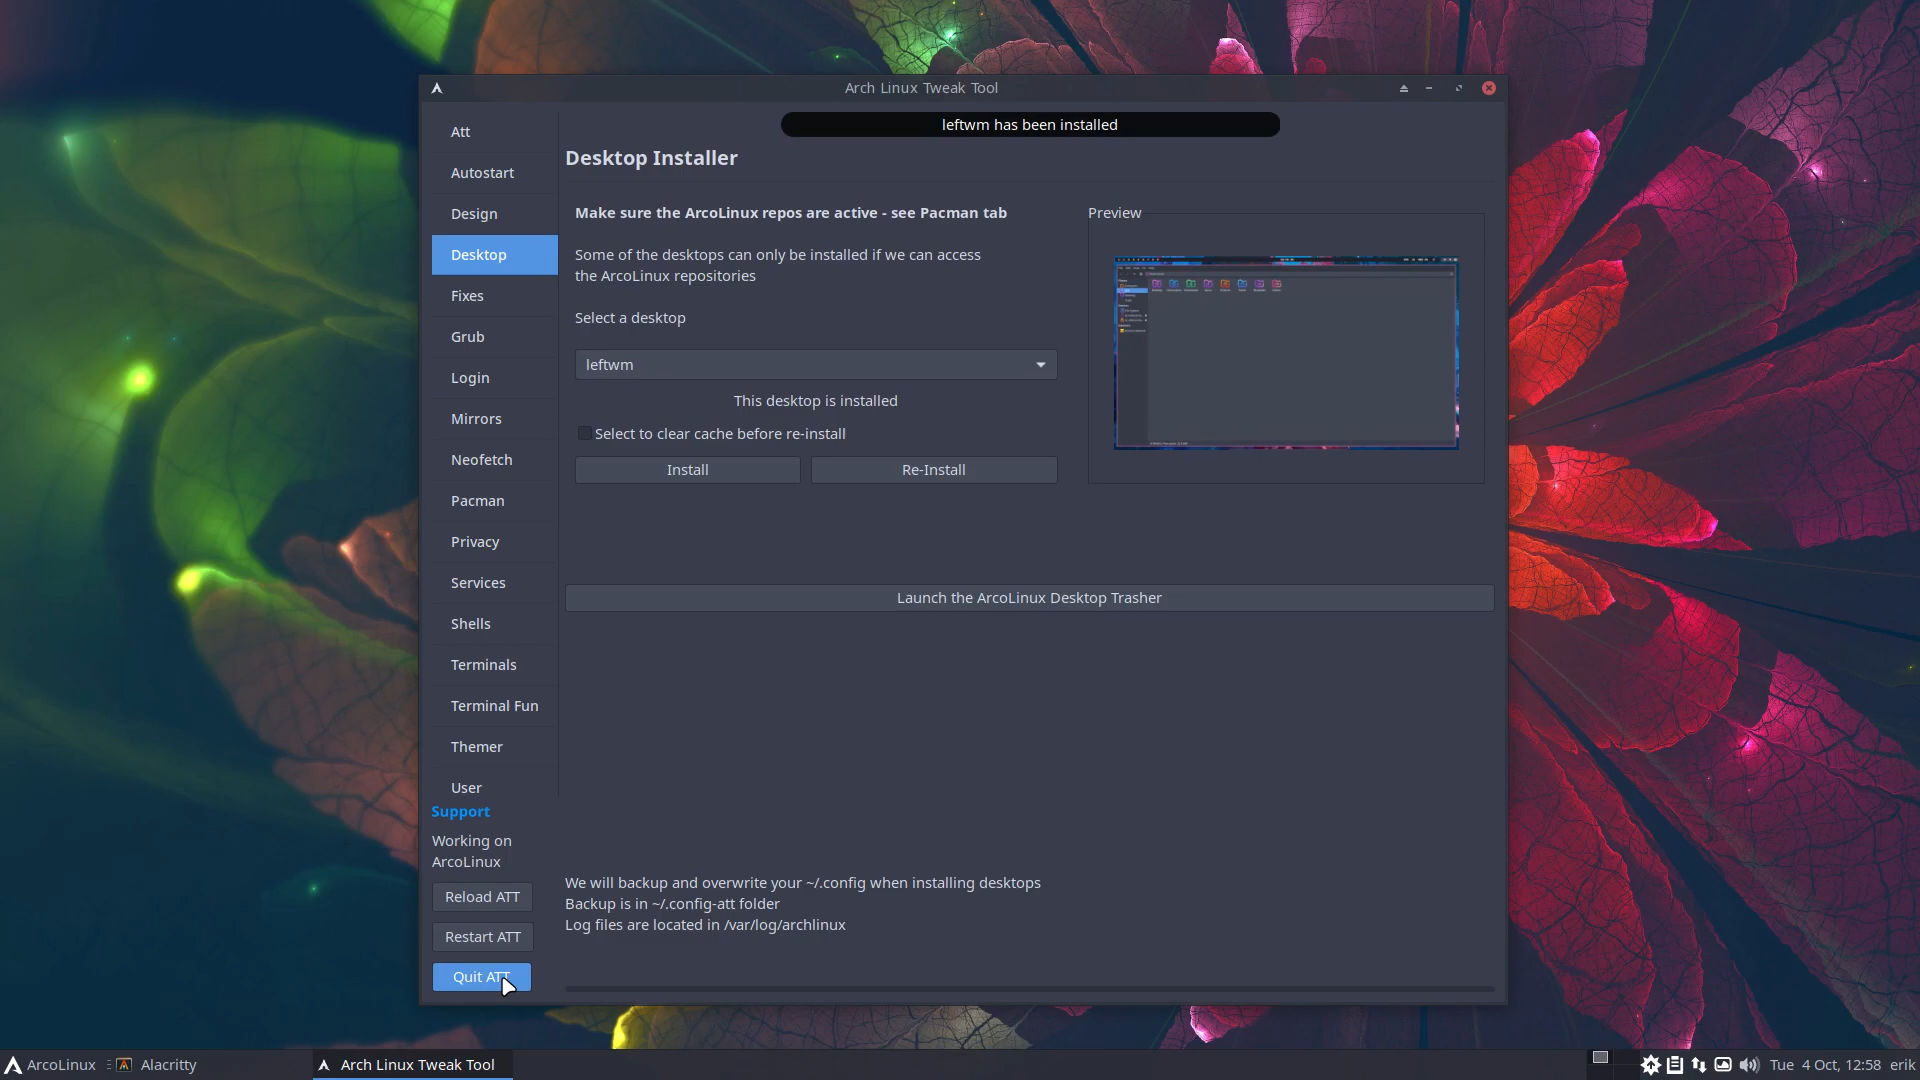 Arch Linux Tweak Tool
leftwm has been installed
Att
Autostart
Design
Desktop
Fixes
Grub
Login
Mirrors
Neofetch
Pacman
Privacy
Services
Shells
Terminals
Terminal Fun
Themer
User
Support
Working on
ArcoLinux
Reload ATT
Restart ATT
Quit ATT
Desktop Installer
Make sure the ArcoLinux repos are active - see Pacman tab
Some of the desktops can only be installed if we can access
the ArcoLinux repositories
Select a desktop
leftwm
This desktop is installed
Select to clear cache before re-install
Install
Re-Install
Preview
Launch the ArcoLinux Desktop Trasher
We will backup and overwrite your ~/.config when installing desktops
Backup is in ~/.config-att folder
Log files are located in /var/log/archlinux
ArcoLinux
Alacritty
Arch Linux Tweak Tool
Tue 4 Oct, 12:58 erik